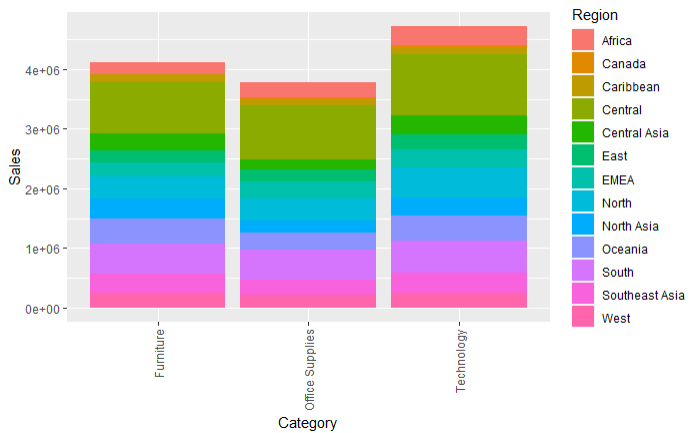 Region
Africa
Canada
Caribbean
Central
Central Asia
East
EMEA
North
North Asia
Oceania
South
Southeast Asia
West
Sales
4e+06
3e+06
2e+06
1e+06
0e+00
Furniture
Office Supplies
Technology
Category